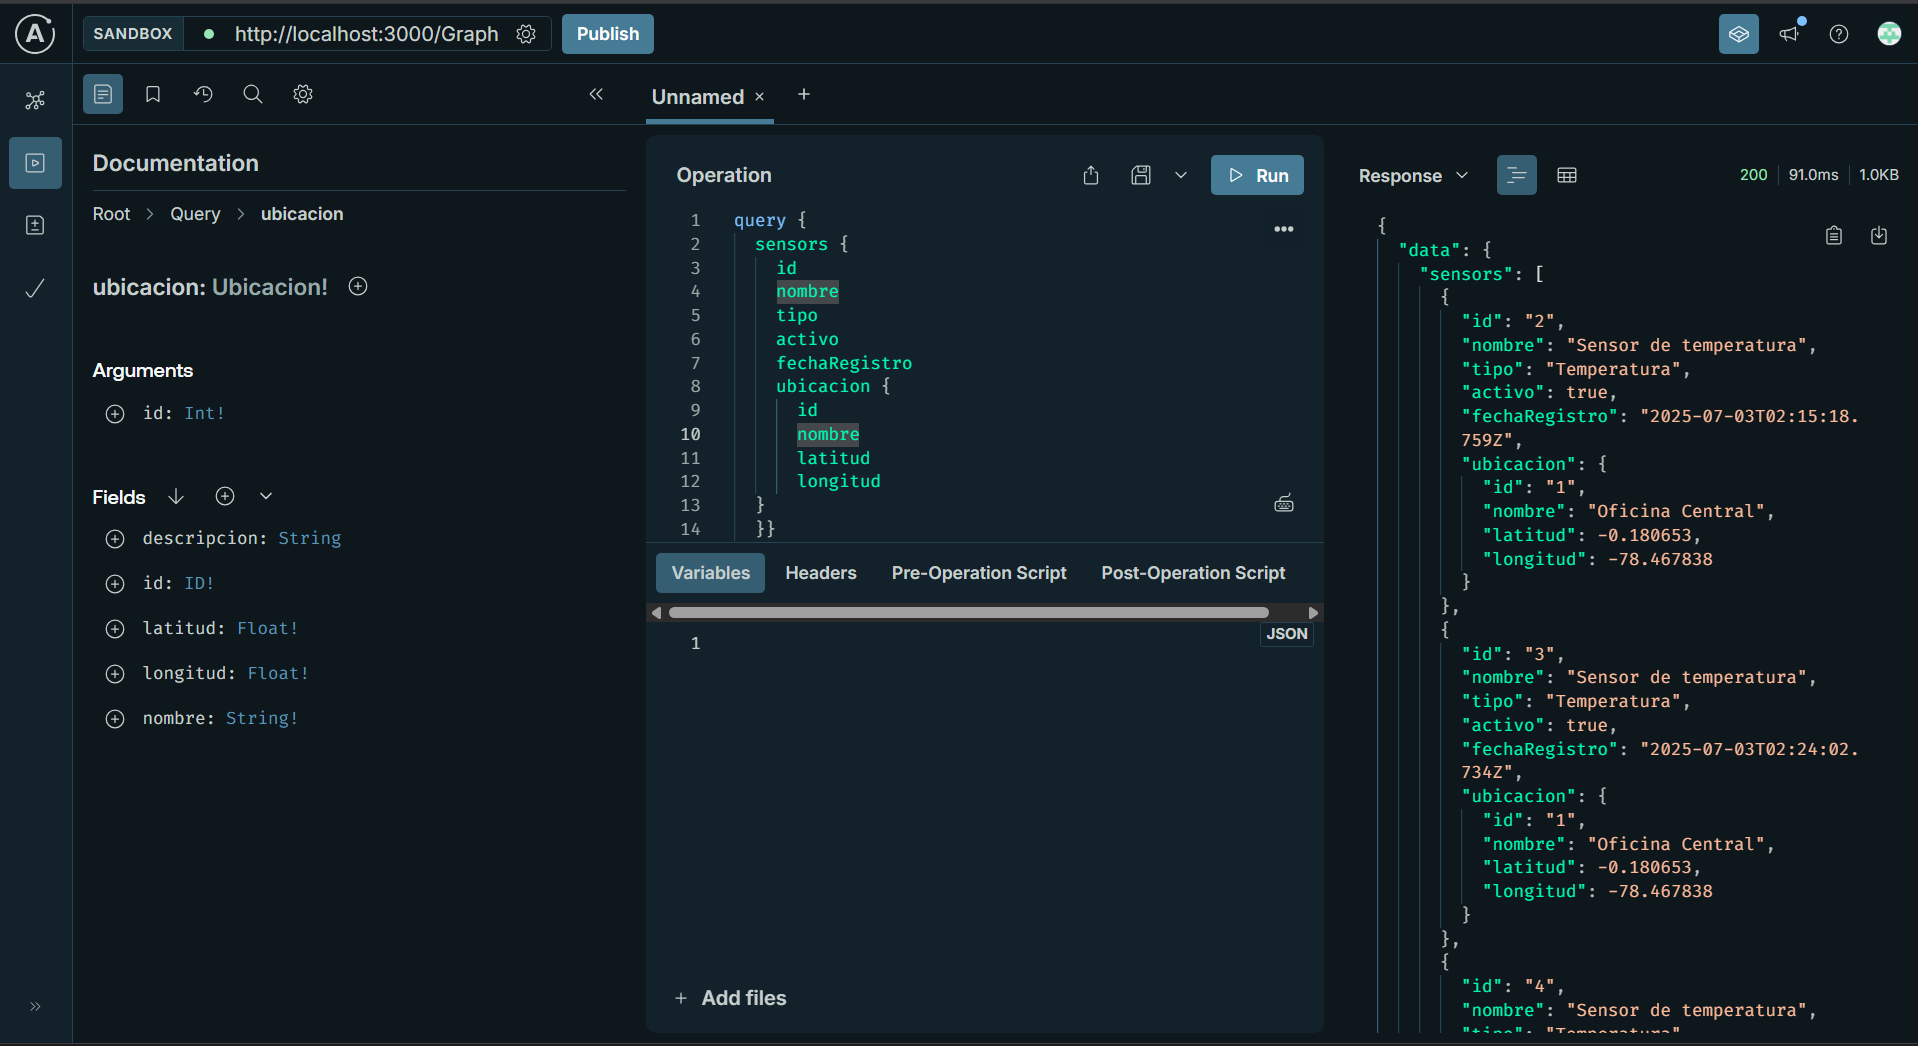 A
SANDBOX
http://localhost:3000/Graph
Publish
Documentation
Root > Query > ubicacion
ubicacion: Ubicacion!
Arguments
id: Int!
Fields
descripcion: String
id: ID!
latitud: Float!
longitud: Float!
nombre: String!
Unnamed
Operation
Run
1 query {
2 sensors {
3 id
4 nombre
5 tipo
6 activo
7 fechaRegistro
8 ubicacion {
9 id
10 nombre
11 latitud
12 longitud
13 }
14 }}
Variables Headers Pre-Operation Script Post-Operation Script
JSON
1
+ Add files
Response
200 91.0ms 1.0KB
{
"data": {
"sensors": [
{
"id": "2",
"nombre": "Sensor de temperatura",
"tipo": "Temperatura",
"activo": true,
"fechaRegistro": "2025-07-03T02:15:18.
759Z",
"ubicacion": {
"id": "1",
"nombre": "Oficina Central",
"latitud": -0.180653,
"longitud": -78.467838
}
},
{
"id": "3",
"nombre": "Sensor de temperatura",
"tipo": "Temperatura",
"activo": true,
"fechaRegistro": "2025-07-03T02:24:02.
734Z",
"ubicacion": {
"id": "1",
"nombre": "Oficina Central",
"latitud": -0.180653,
"longitud": -78.467838
}
},
{
"id": "4",
"nombre": "Sensor de temperatura",
"tipo": "Temperatura"